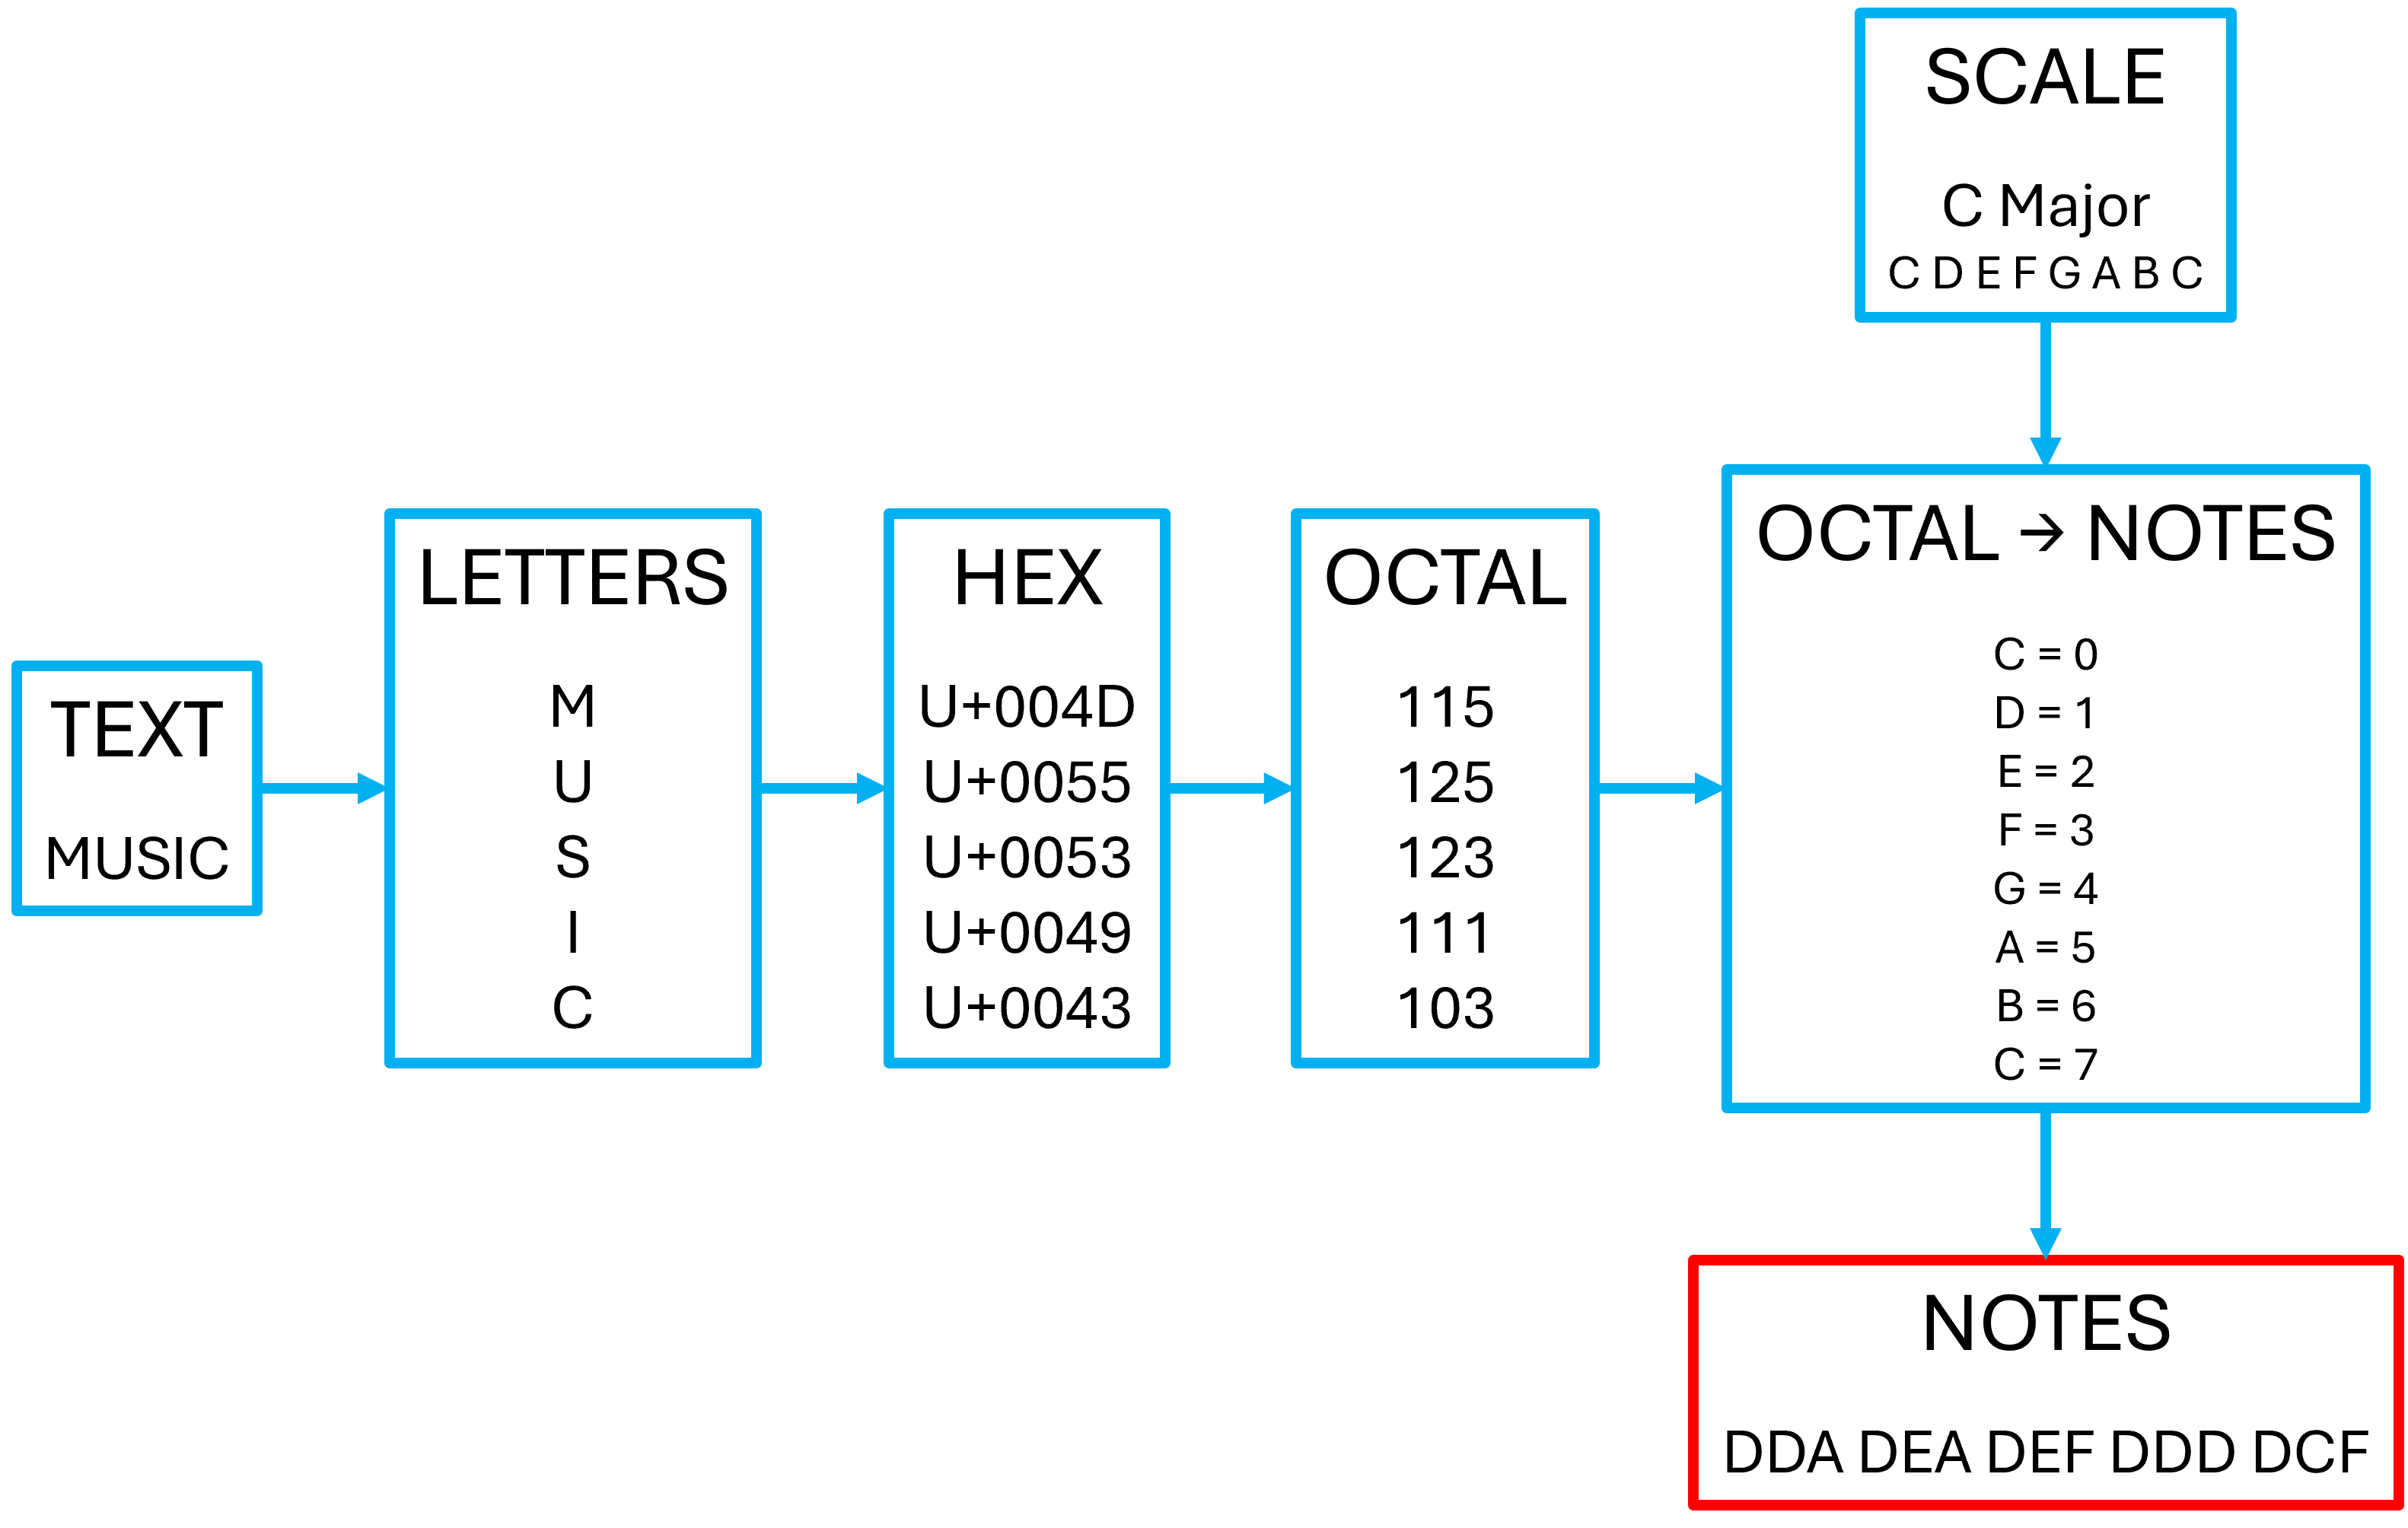 SCALE
C Major
C D E F G A B C
TEXT
MUSIC
LETTERS
M
U
S
I
C
HEX
U+004D
U+0055
U+0053
U+0049
U+0043
OCTAL
115
125
123
111
103
OCTAL → NOTES
C = 0
D = 1
E = 2
F = 3
G = 4
A = 5
B = 6
C = 7
NOTES
DDA DEA DEF DDD DCF